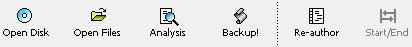 Open Disk Open Files Analysis Backup! Re-author Start/End